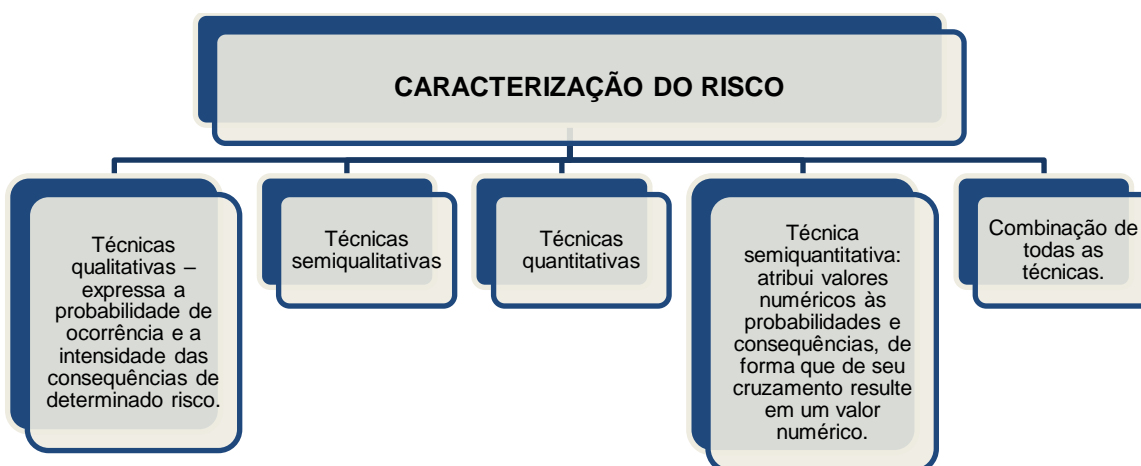 CARACTERIZAÇÃO DO RISCO
Técnicas
qualitativas –
expressa a
probabilidade de
ocorrência e a
intensidade das
consequências de
determinado risco.
Técnicas
semiqualitativas
Técnicas
quantitativas
Técnica
semiquantitativa:
atribui valores
numéricos às
probabilidades e
consequências, de
forma que de seu
cruzamento resulte
em um valor
numérico.
Combinação de
todas as
técnicas.